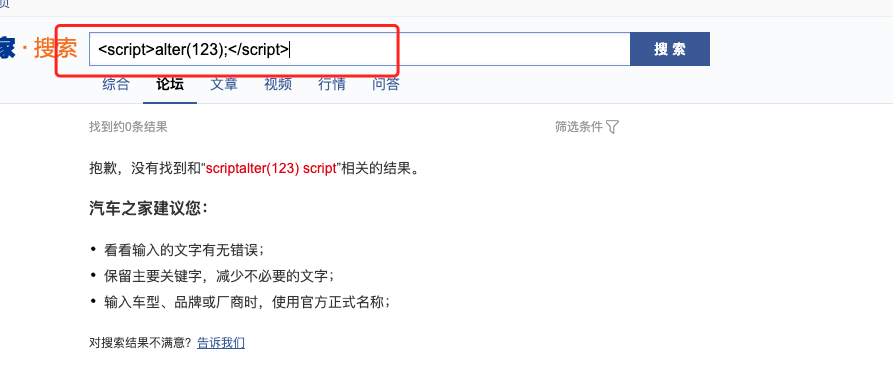 页
家·搜索 <script>alter(123);</script> 搜索
综合 论坛 文章 视频 行情 问答
找到约0条结果 筛选条件
抱歉，没有找到和“scriptalter(123) script”相关的结果。
汽车之家建议您：
• 看看输入的文字有无错误；
• 保留主要关键字，减少不必要的文字；
• 输入车型、品牌或厂商时，使用官方正式名称；
对搜索结果不满意？告诉我们